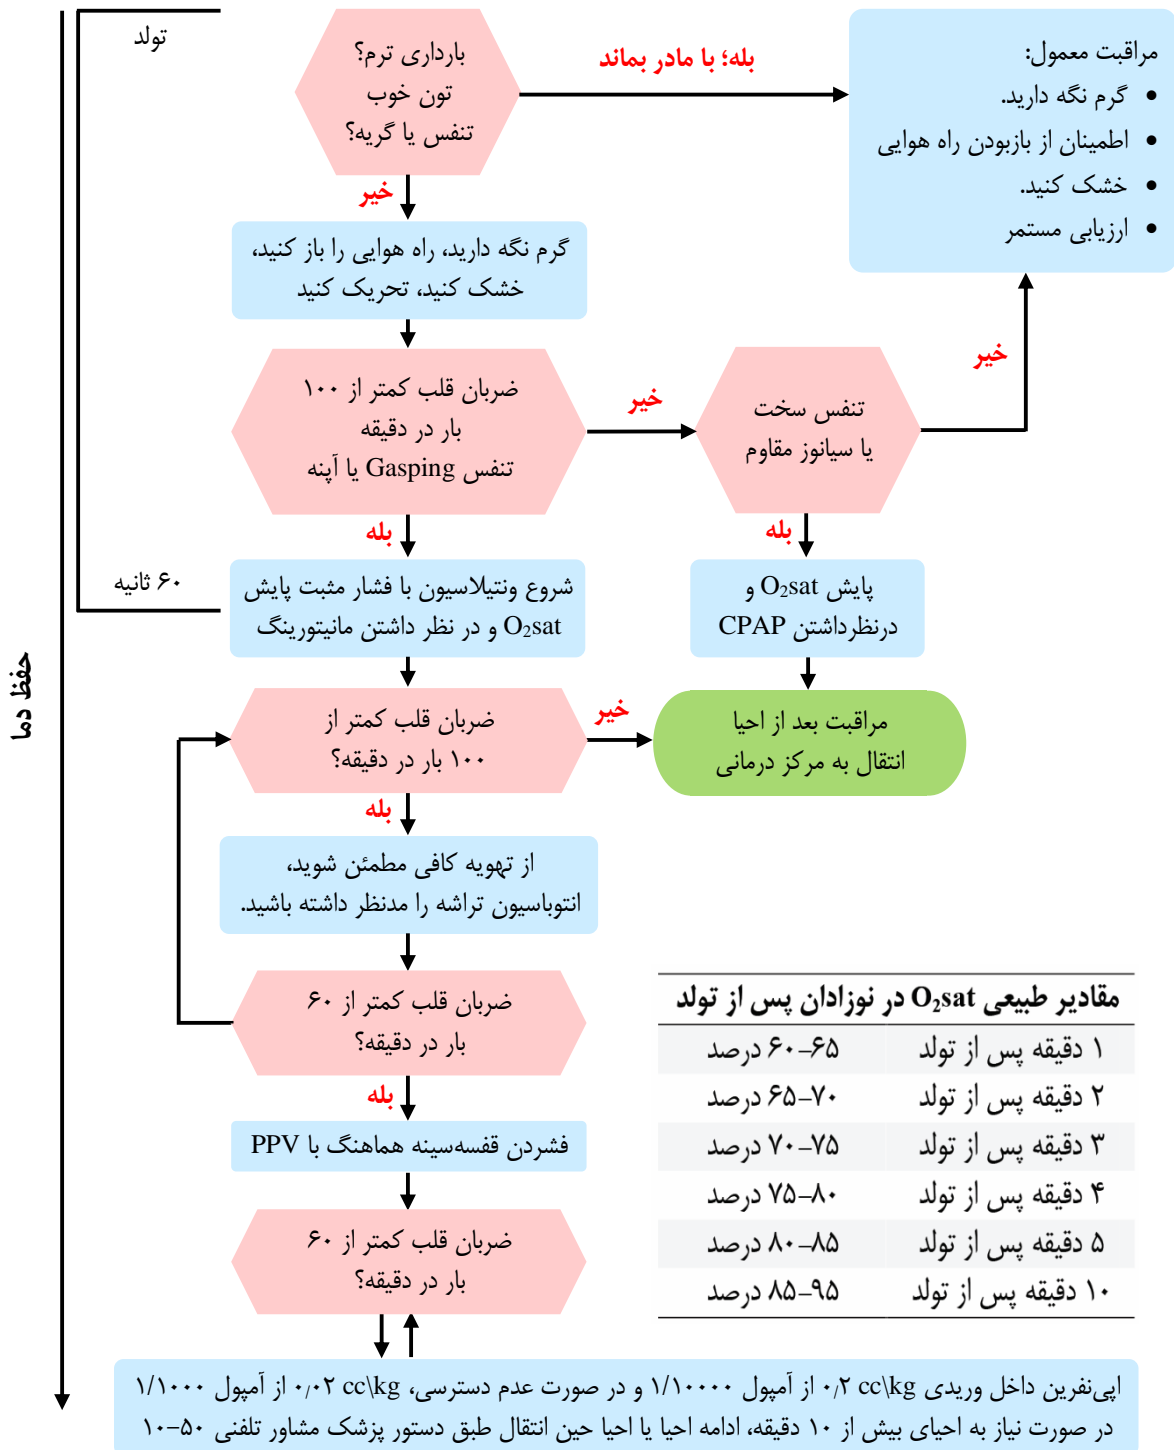 تولد
بارداری ترم؟
تون خوب
تنفس یا گریه؟
بله؛ با مادر بماند
مراقبت معمول:
• گرم نگه دارید.
• اطمینان از بازبودن راه هوایی
• خشک کنید.
• ارزیابی مستمر
خیر
گرم نگه دارید، راه هوایی را باز کنید،
خشک کنید، تحریک کنید
ضربان قلب کمتر از ۱۰۰
بار در دقیقه
تنفس Gasping یا آپنه
خیر
تنفس سخت
یا سیانوز مقاوم
خیر
بله
بله
۶۰ ثانیه
شروع ونتیلاسیون با فشار مثبت پایش
O₂sat و در نظر داشتن مانیتورینگ
پایش O₂sat و
درنظرداشتن CPAP
حفظ دما
ضربان قلب کمتر از
۱۰۰ بار در دقیقه؟
خیر
مراقبت بعد از احیا
انتقال به مرکز درمانی
بله
از تهویه کافی مطمئن شوید،
انتوباسیون تراشه را مدنظر داشته باشید.
ضربان قلب کمتر از ۶۰
بار در دقیقه؟
بله
فشردن قفسه‌سینه هماهنگ با PPV
ضربان قلب کمتر از ۶۰
بار در دقیقه؟
مقادیر طبیعی O₂sat در نوزادان پس از تولد
۱ دقیقه پس از تولد ۶۰–۶۵ درصد
۲ دقیقه پس از تولد ۶۵–۷۰ درصد
۳ دقیقه پس از تولد ۷۰–۷۵ درصد
۴ دقیقه پس از تولد ۷۵–۸۰ درصد
۵ دقیقه پس از تولد ۸۰–۸۵ درصد
۱۰ دقیقه پس از تولد ۸۵–۹۵ درصد
اپی‌نفرین داخل وریدی ۰٫۲ cc\kg از آمپول ۱/۱۰۰۰۰ و در صورت عدم دسترسی، ۰٫۰۲ cc\kg از آمپول ۱/۱۰۰۰
در صورت نیاز به احیای بیش از ۱۰ دقیقه، ادامه احیا یا احیا حین انتقال طبق دستور پزشک مشاور تلفنی ۵۰–۱۰